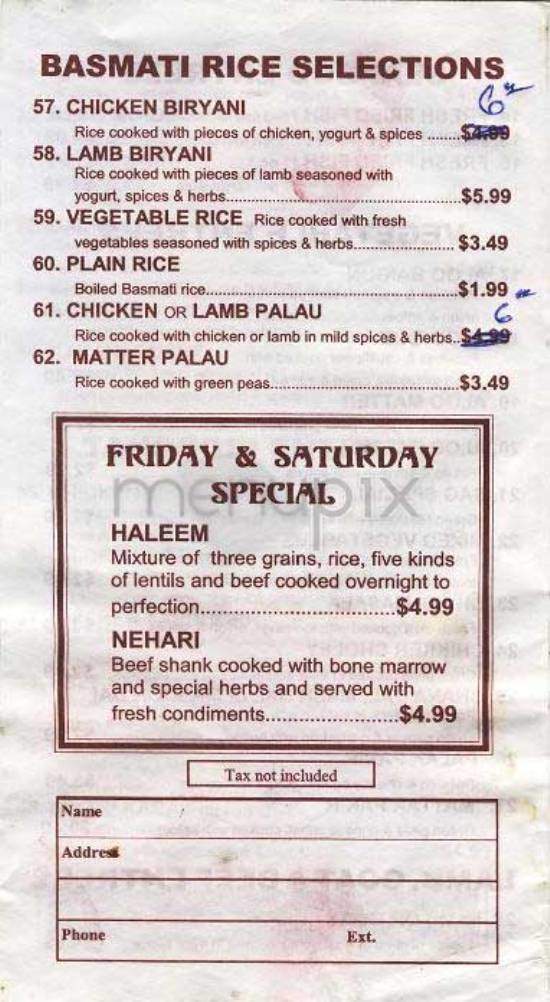 BASMATI RICE SELECTIONS
57. CHICKEN BIRYANI
6
Rice cooked with pieces of chicken, yogurt & spices ........$4.99
58. LAMB BIRYANI
Rice cooked with pieces of lamb seasoned with
yogurt, spices & herbs..................................................$5.99
59. VEGETABLE RICE Rice cooked with fresh
vegetables seasoned with spices & herbs..................... $3.49
60. PLAIN RICE
Boiled Basmati rice......................................................$1.99
61. CHICKEN OR LAMB PALAU
6
Rice cooked with chicken or lamb in mild spices & herbs..$4.99
62. MATTER PALAU
Rice cooked with green peas........................................$3.49
FRIDAY & SATURDAY
SPECIAL
menupix
HALEEM
Mixture of three grains, rice, five kinds
of lentils and beef cooked overnight to
perfection.............................$4.99
NEHARI
Beef shank cooked with bone marrow
and special herbs and served with
fresh condiments....................$4.99
Tax not included
Name
Address
Phone Ext.